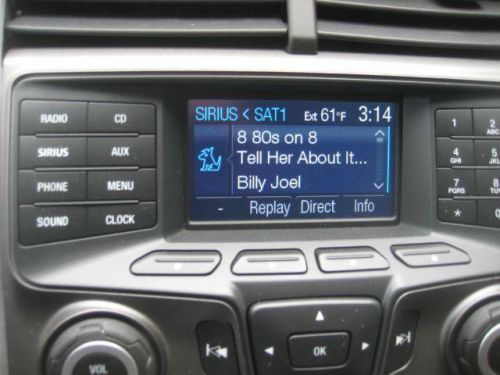 SIRIUS < SAT1 Ext 61°F 3:14
8 80s on 8
Tell Her About It...
Billy Joel
- Replay Direct Info
RADIO CD
SIRIUS AUX
PHONE MENU
SOUND CLOCK
1 2 ABC
4 GHI 5 JKL
7 PQRS 8 TUV
* 0
VOL
OK